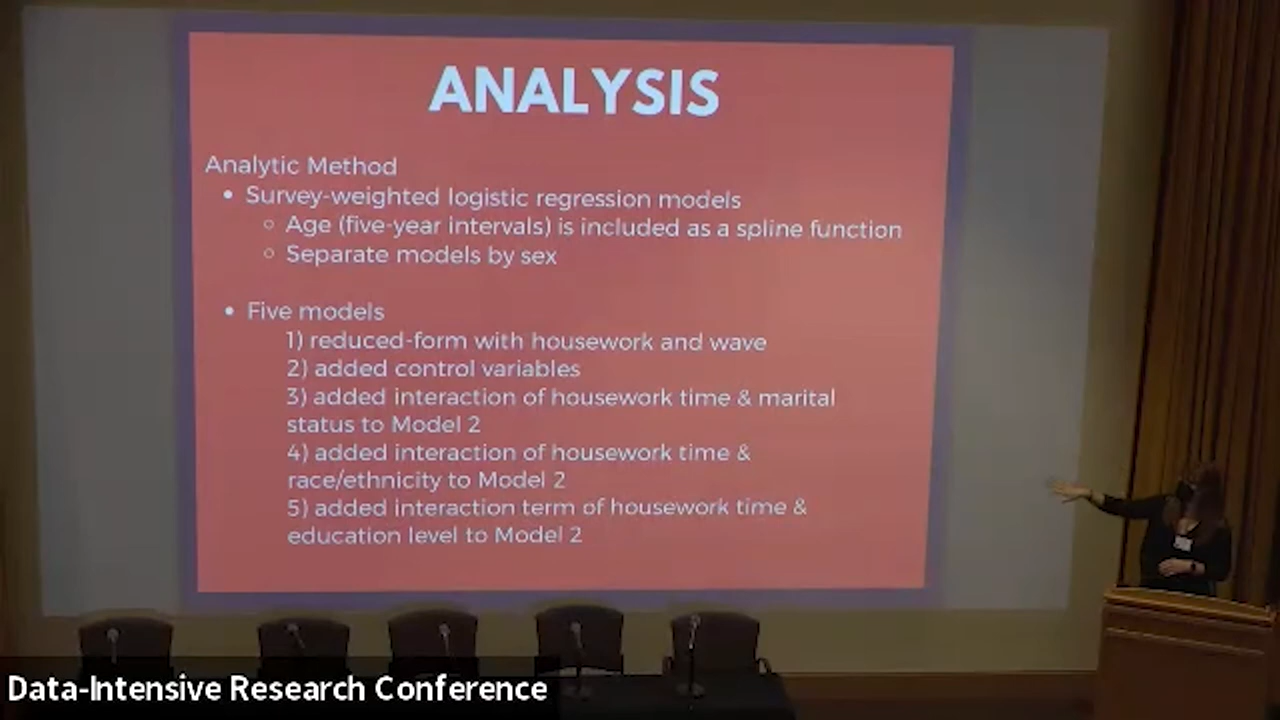 ANALYSIS
Analytic Method
• Survey-weighted logistic regression models
○ Age (five-year intervals) is included as a spline function
○ Separate models by sex
• Five models
1) reduced-form with housework and wave
2) added control variables
3) added interaction of housework time & marital
status to Model 2
4) added interaction of housework time &
race/ethnicity to Model 2
5) added interaction term of housework time &
education level to Model 2
Data-Intensive Research Conference